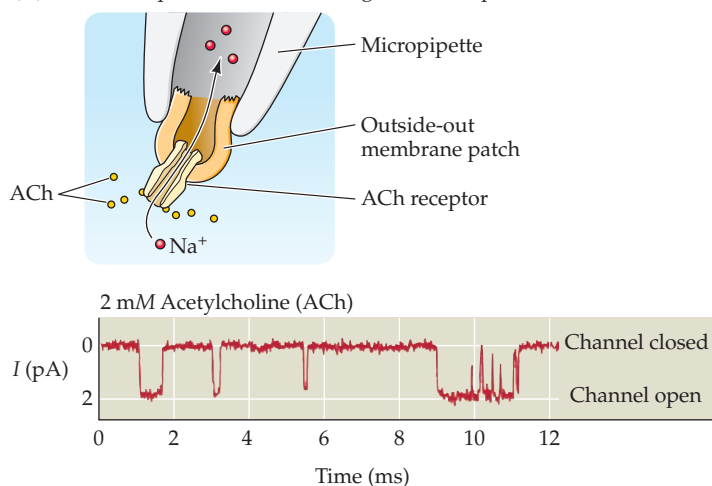 Micropipette
Outside-out
membrane patch
ACh
ACh receptor
Na+
2 mM Acetylcholine (ACh)
0
Channel closed
I (pA)
2
Channel open
0 2 4 6 8 10 12
Time (ms)